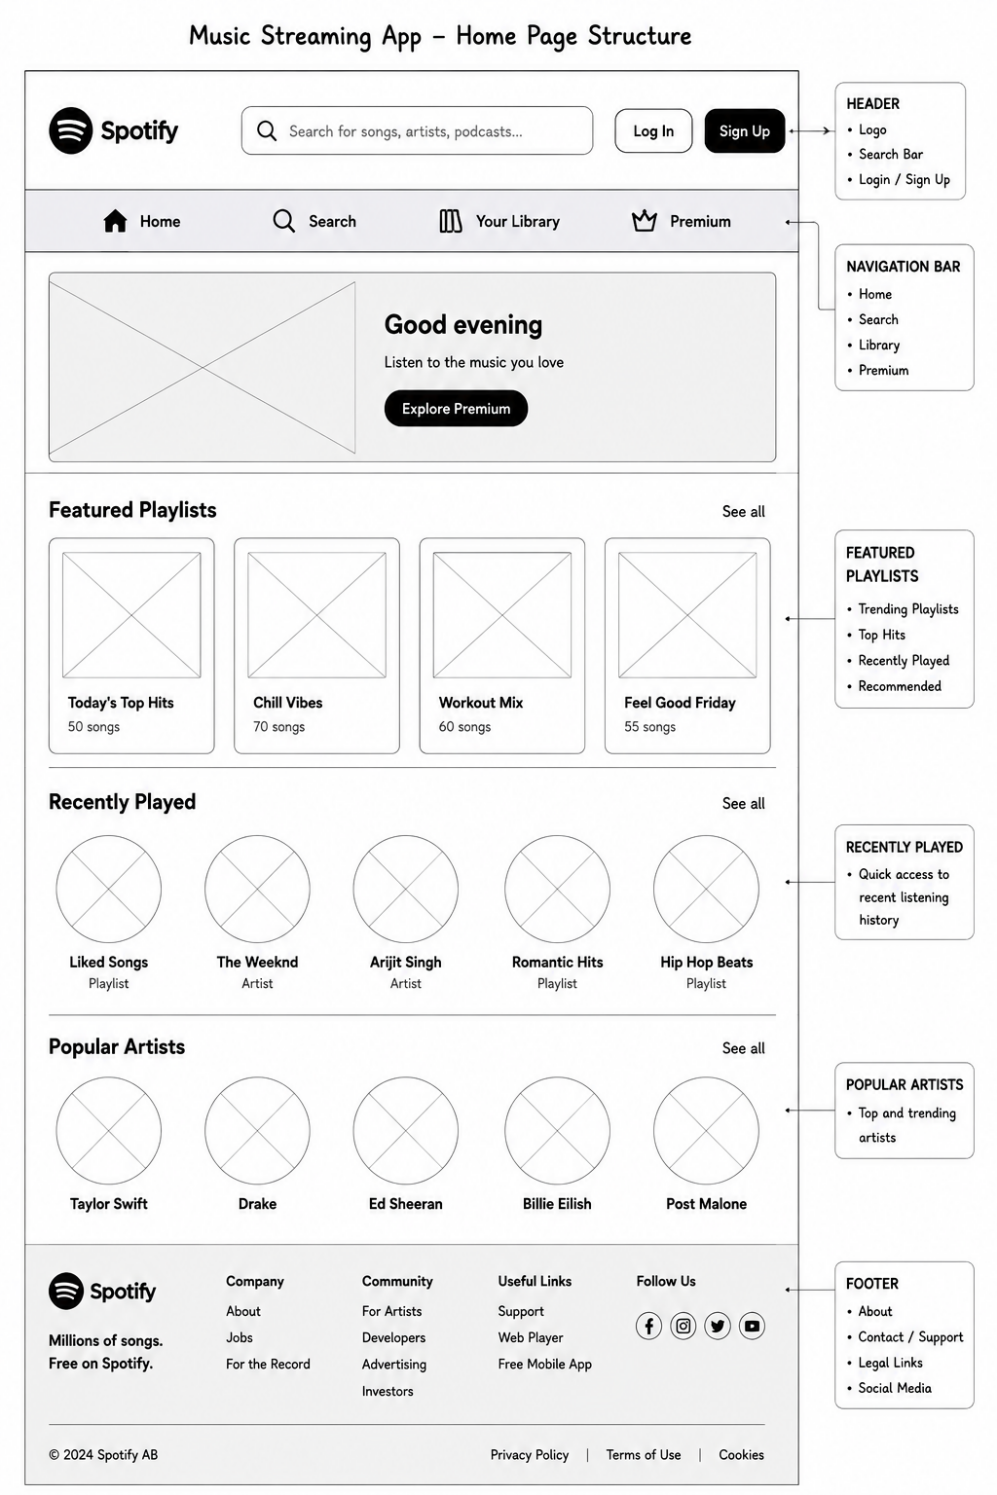 Music Streaming App – Home Page Structure
Spotify
Search for songs, artists, podcasts...
Log In
Sign Up
HEADER
• Logo
• Search Bar
• Login / Sign Up
Home
Search
Your Library
Premium
NAVIGATION BAR
• Home
• Search
• Library
• Premium
Good evening
Listen to the music you love
Explore Premium
Featured Playlists
See all
Today's Top Hits
50 songs
Chill Vibes
70 songs
Workout Mix
60 songs
Feel Good Friday
55 songs
FEATURED
PLAYLISTS
• Trending Playlists
• Top Hits
• Recently Played
• Recommended
Recently Played
See all
Liked Songs
Playlist
The Weeknd
Artist
Arijit Singh
Artist
Romantic Hits
Playlist
Hip Hop Beats
Playlist
RECENTLY PLAYED
• Quick access to
recent listening
history
Popular Artists
See all
Taylor Swift
Drake
Ed Sheeran
Billie Eilish
Post Malone
POPULAR ARTISTS
• Top and trending
artists
Spotify
Millions of songs.
Free on Spotify.
Company
About
Jobs
For the Record
Community
For Artists
Developers
Advertising
Investors
Useful Links
Support
Web Player
Free Mobile App
Follow Us
FOOTER
• About
• Contact / Support
• Legal Links
• Social Media
© 2024 Spotify AB
Privacy Policy | Terms of Use | Cookies